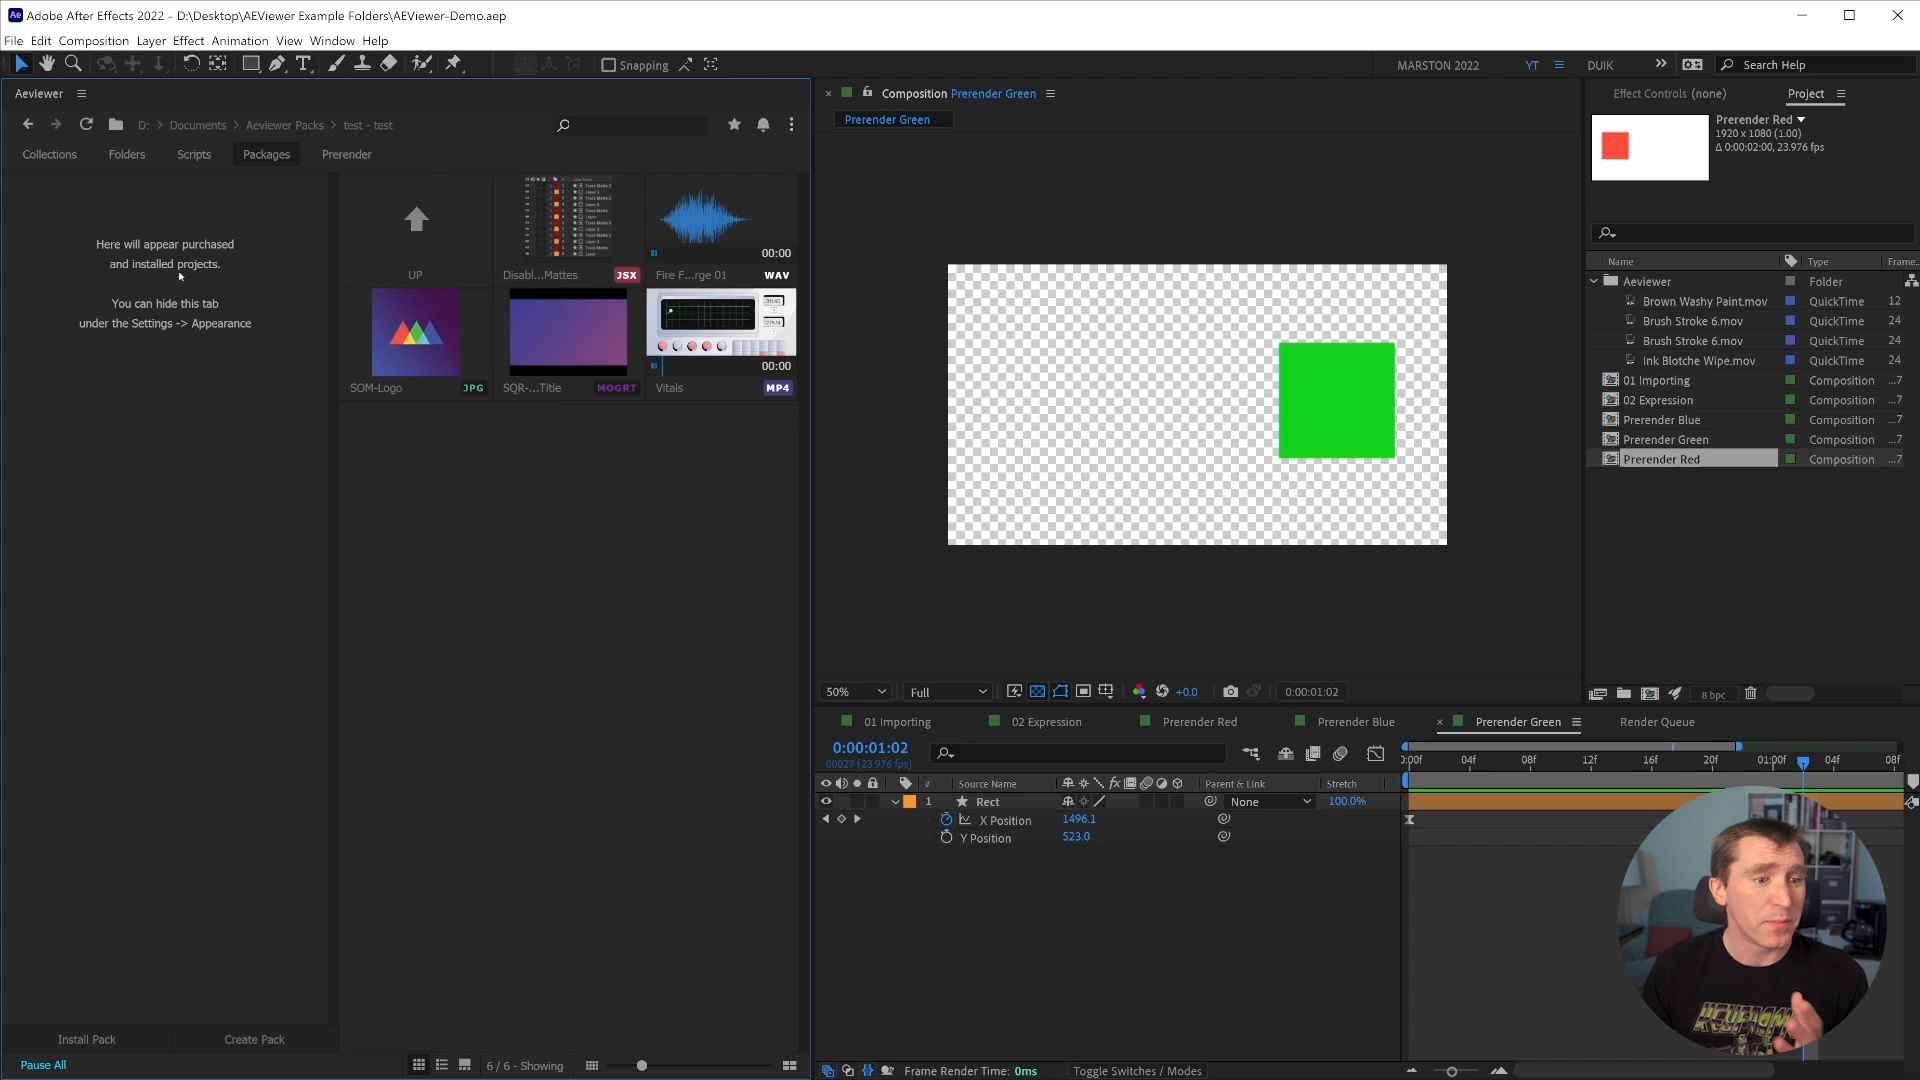 Adobe After Effects 2022 - D:\Desktop\AEViewer Example Folders\AEViewer-Demo.aep
File Edit Composition Layer Effect Animation View Window Help
Snapping
MARSTON 2022
YT
DUIK
Search Help
Aeviewer
D: > Documents > Aeviewer Packs > test - test
Collections
Folders
Scripts
Packages
Prerender
Here will appear purchased
and installed projects.
You can hide this tab
under the Settings -> Appearance
UP
Disabl...Mattes JSX
00:00
Fire F...rge 01 WAV
SOM-Logo JPG
SQR-...Title MOGRT
00:00
Vitals MP4
Install Pack
Create Pack
Pause All
6 / 6 - Showing
Composition Prerender Green
Prerender Green
50%
Full
+0.0
0:00:01:02
Effect Controls (none)
Project
Prerender Red
1920 x 1080 (1.00)
Δ 0:00:02:00, 23.976 fps
Name Type Frame...
Aeviewer Folder
Brown Washy Paint.mov QuickTime 12
Brush Stroke 6.mov QuickTime 24
Brush Stroke 6.mov QuickTime 24
Ink Blotche Wipe.mov QuickTime 24
01 Importing Composition ...7
02 Expression Composition ...7
Prerender Blue Composition ...7
Prerender Green Composition ...7
Prerender Red Composition ...7
8 bpc
01 Importing
02 Expression
Prerender Red
Prerender Blue
Prerender Green
Render Queue
0:00:01:02
00027 (23.976 fps)
0:00f 04f 08f 12f 16f 20f 01:00f 04f 08f
# Source Name fx Parent & Link Stretch
1 Rect None 100.0%
X Position 1496.1
Y Position 523.0
Frame Render Time: 0ms
Toggle Switches / Modes